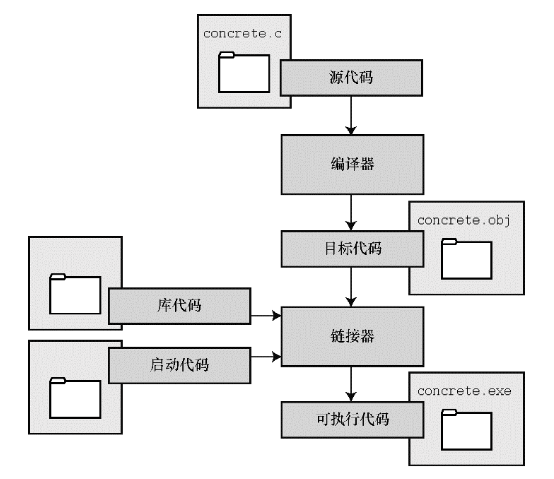 concrete.c
源代码
编译器
concrete.obj
目标代码
库代码
链接器
启动代码
concrete.exe
可执行代码